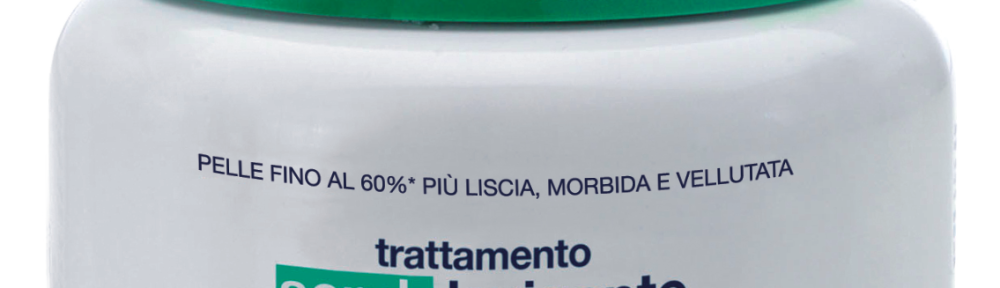 PELLE FINO AL 60%* PIÙ LISCIA, MORBIDA E VELLUTATA
trattamento